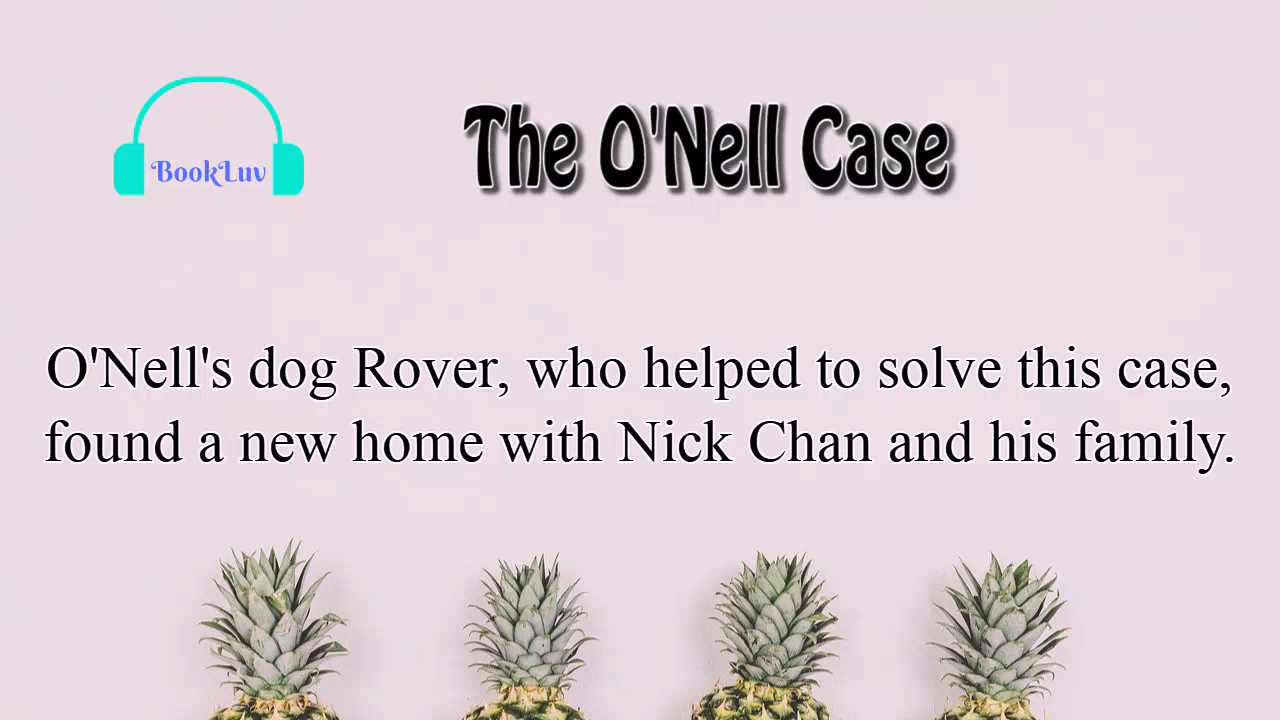 BookLuv
The O'Nell Case
O'Nell's dog Rover, who helped to solve this case,
found a new home with Nick Chan and his family.